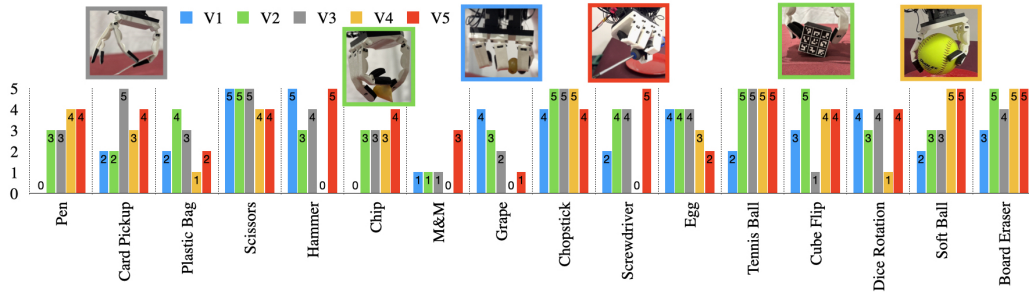 V1 V2 V3 V4 V5
5
4
3
2
1
0
0 3 3 4 4
2 2 5 3 4
2 4 3 1 2
5 5 5 4 4
5 3 4 0 5
0 3 3 3 4
1 1 1 0 3
4 3 2 0 1
4 5 5 5 4
2 4 3 0 5
4 4 4 3 2
2 5 5 5 5
3 5 1 4 4
4 3 4 1 4
2 3 3 5 5
3 5 4 5 5
Pen
Card Pickup
Plastic Bag
Scissors
Hammer
Chip
M&M
Grape
Chopstick
Screwdriver
Egg
Tennis Ball
Cube Flip
Dice Rotation
Soft Ball
Board Eraser